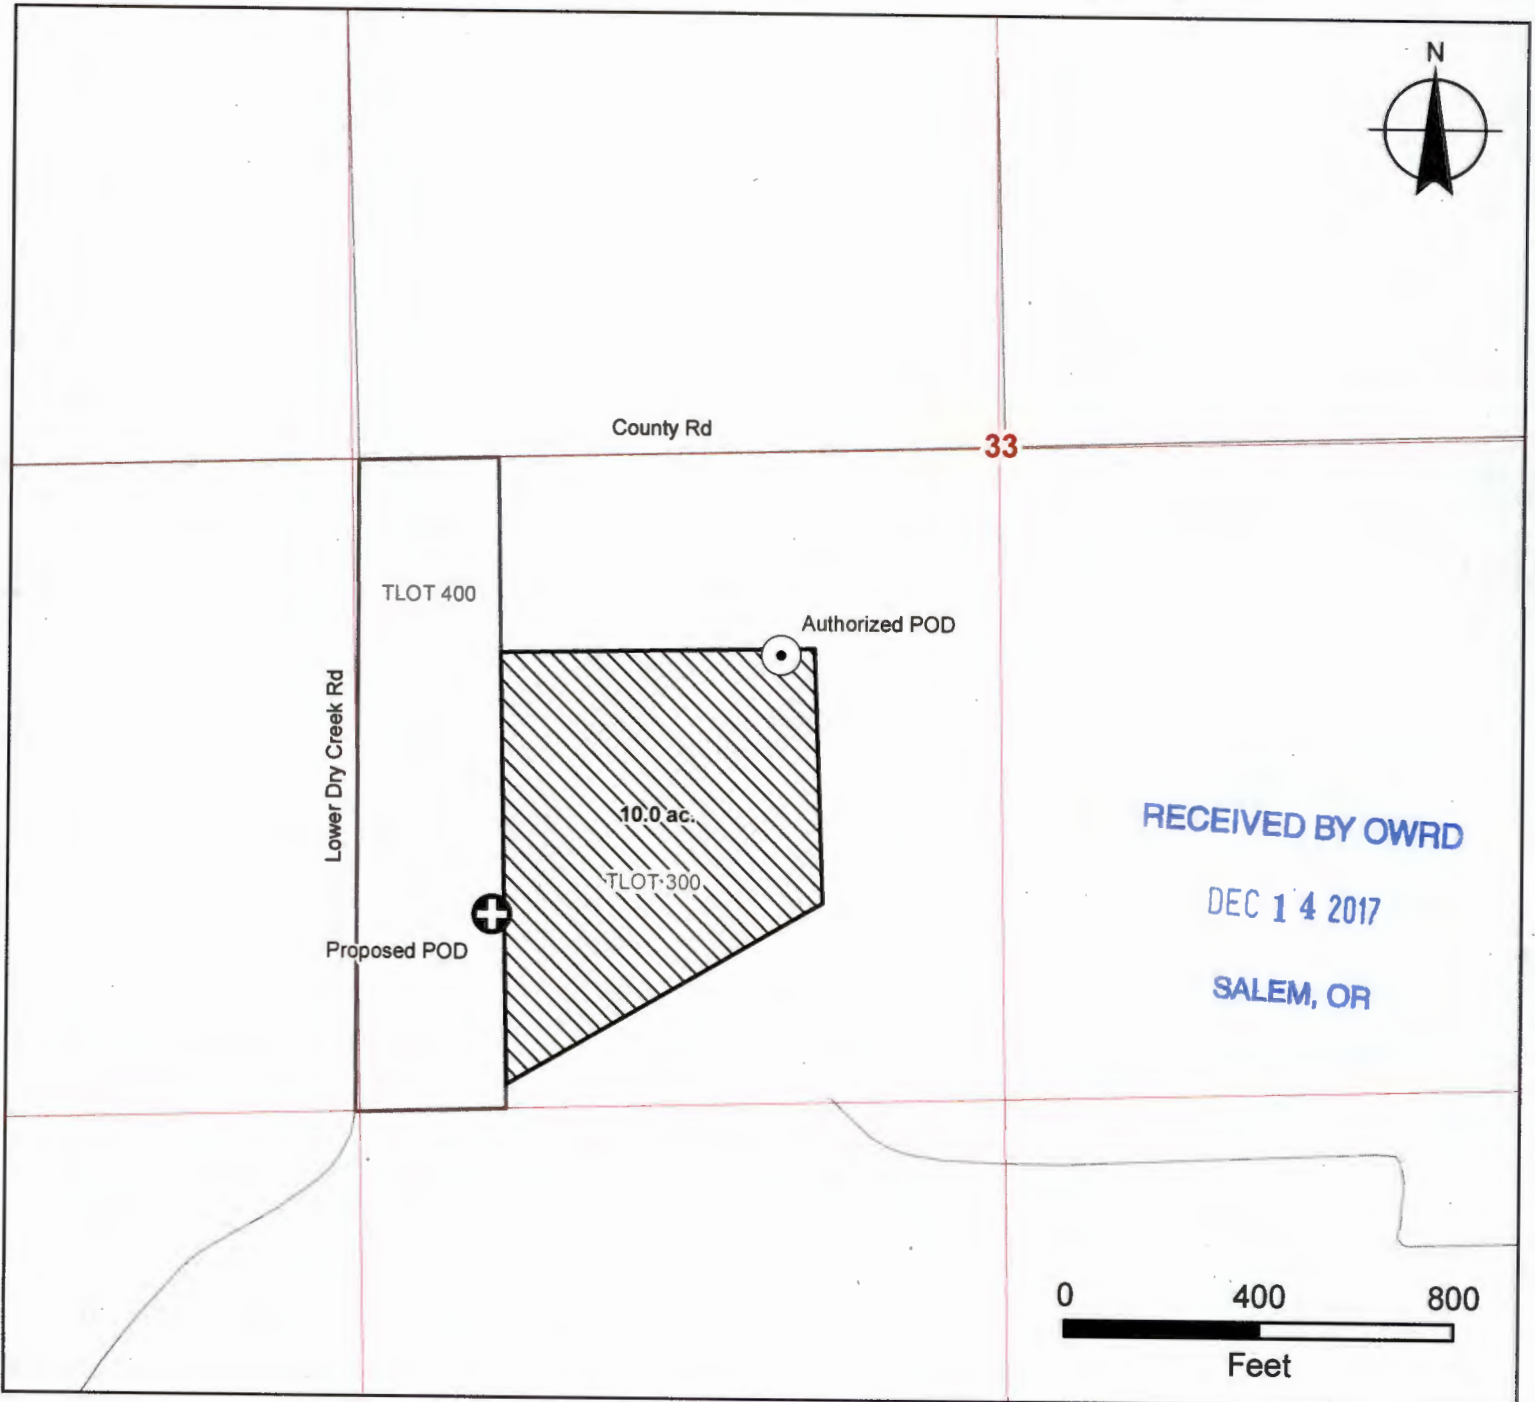 N
County Rd
33
TLOT 400
Authorized POD
Lower Dry Creek Rd
10.0 ac.
TLOT 300
Proposed POD
RECEIVED BY OWRD
DEC 14 2017
SALEM, OR
0 400 800
Feet